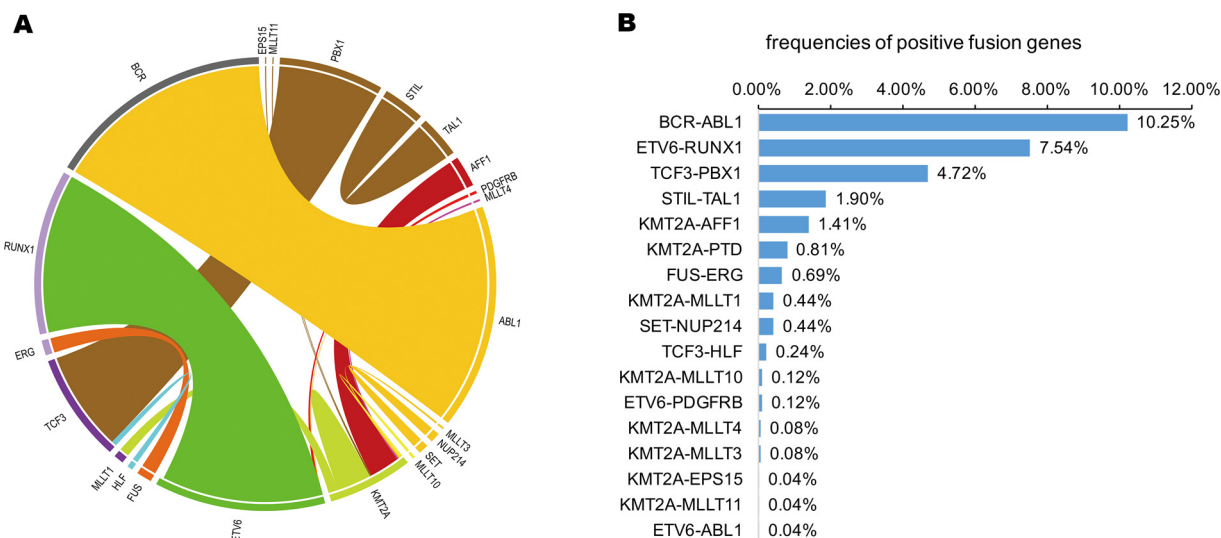 A
BCR
EPS15
MLLT11
PBX1
STIL
TAL1
AFF1
PDGFRB
MLLT4
ABL1
MLLT3
NUP214
SET
MLLT10
KMT2A
ETV6
FUS
HLF
MLLT1
TCF3
ERG
RUNX1
B
frequencies of positive fusion genes
0.00% 2.00% 4.00% 6.00% 8.00% 10.00% 12.00%
BCR-ABL1 10.25%
ETV6-RUNX1 7.54%
TCF3-PBX1 4.72%
STIL-TAL1 1.90%
KMT2A-AFF1 1.41%
KMT2A-PTD 0.81%
FUS-ERG 0.69%
KMT2A-MLLT1 0.44%
SET-NUP214 0.44%
TCF3-HLF 0.24%
KMT2A-MLLT10 0.12%
ETV6-PDGFRB 0.12%
KMT2A-MLLT4 0.08%
KMT2A-MLLT3 0.08%
KMT2A-EPS15 0.04%
KMT2A-MLLT11 0.04%
ETV6-ABL1 0.04%